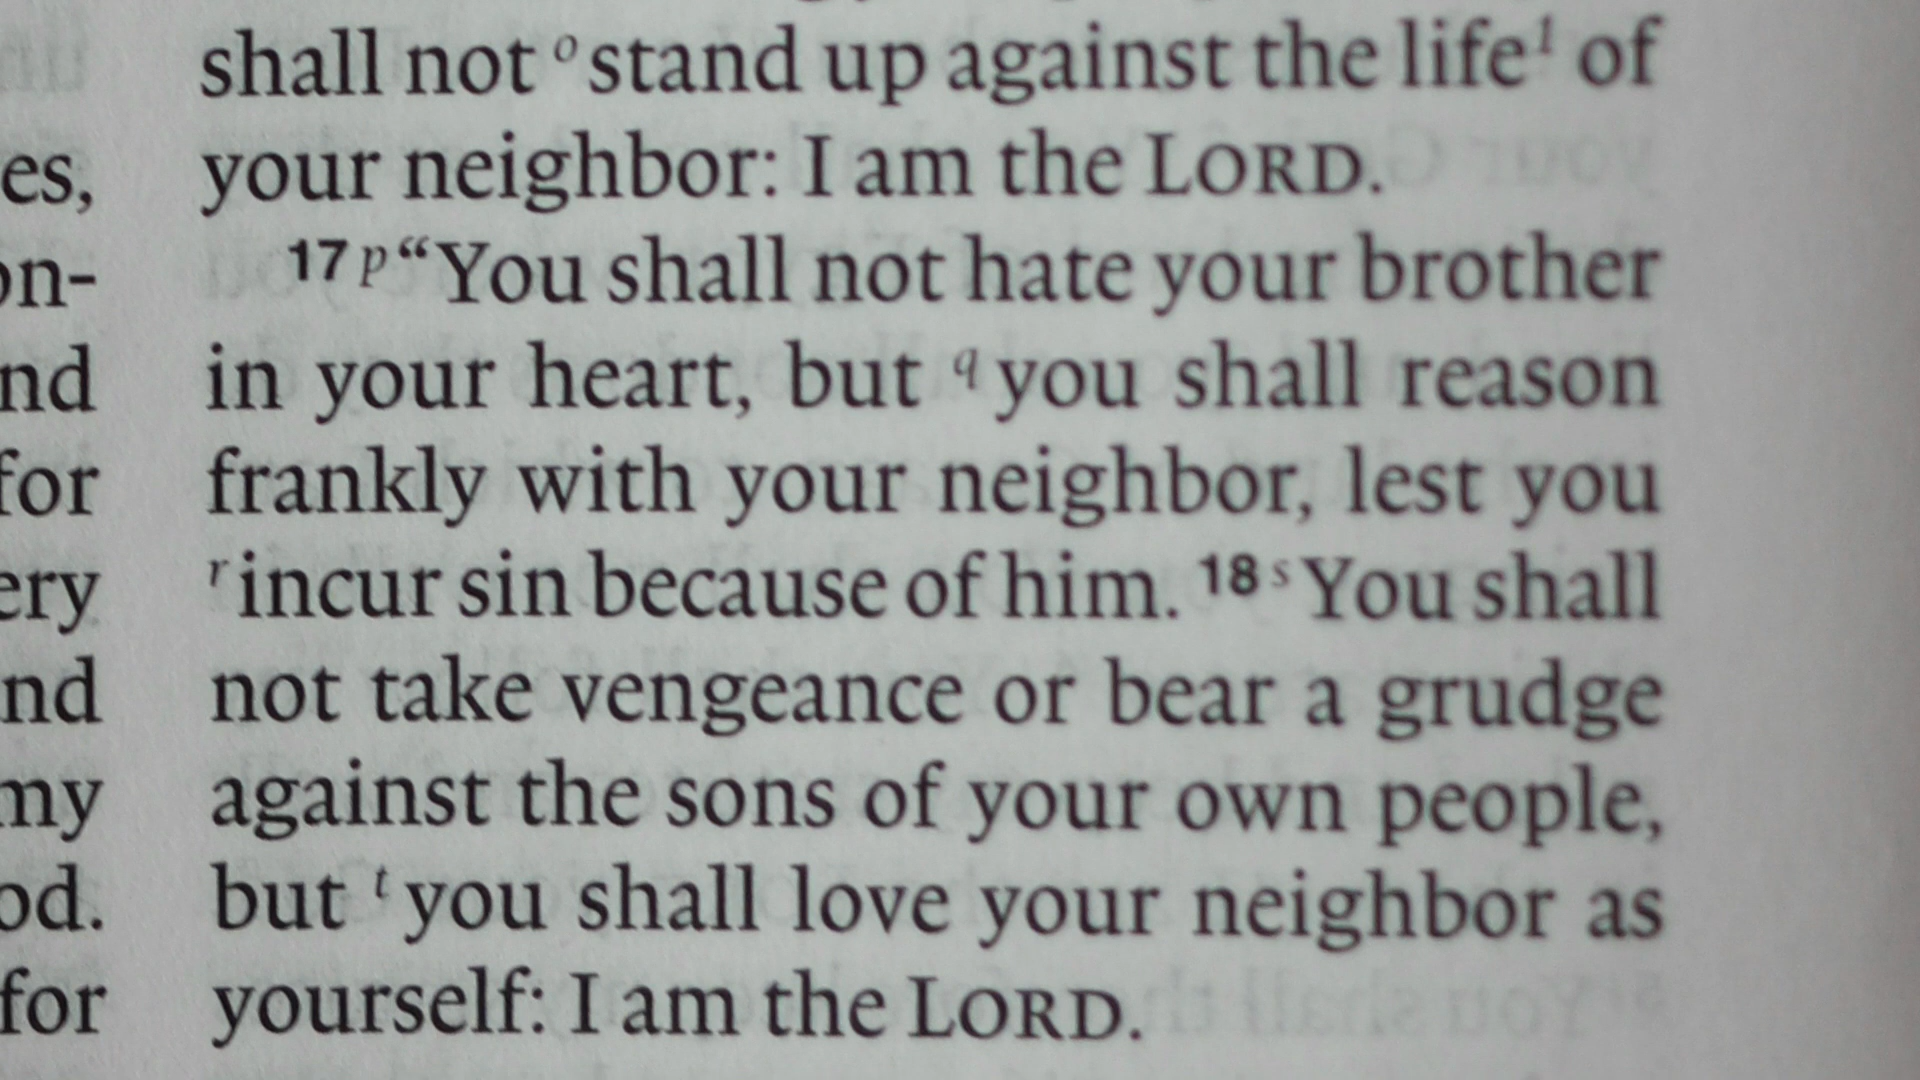 shall not ᵒstand up against the life¹ of
your neighbor: I am the LORD.
17 ᵖ“You shall not hate your brother
in your heart, but ᑫyou shall reason
frankly with your neighbor, lest you
ʳincur sin because of him. 18 ˢYou shall
not take vengeance or bear a grudge
against the sons of your own people,
but ᵗyou shall love your neighbor as
yourself: I am the LORD.